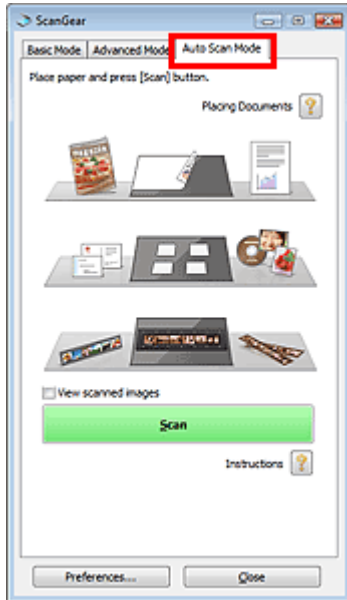 ScanGear
Basic Mode Advanced Mode Auto Scan Mode
Place paper and press [Scan] button.
Placing Documents ?
View scanned images
Scan
Instructions ?
Preferences... Close